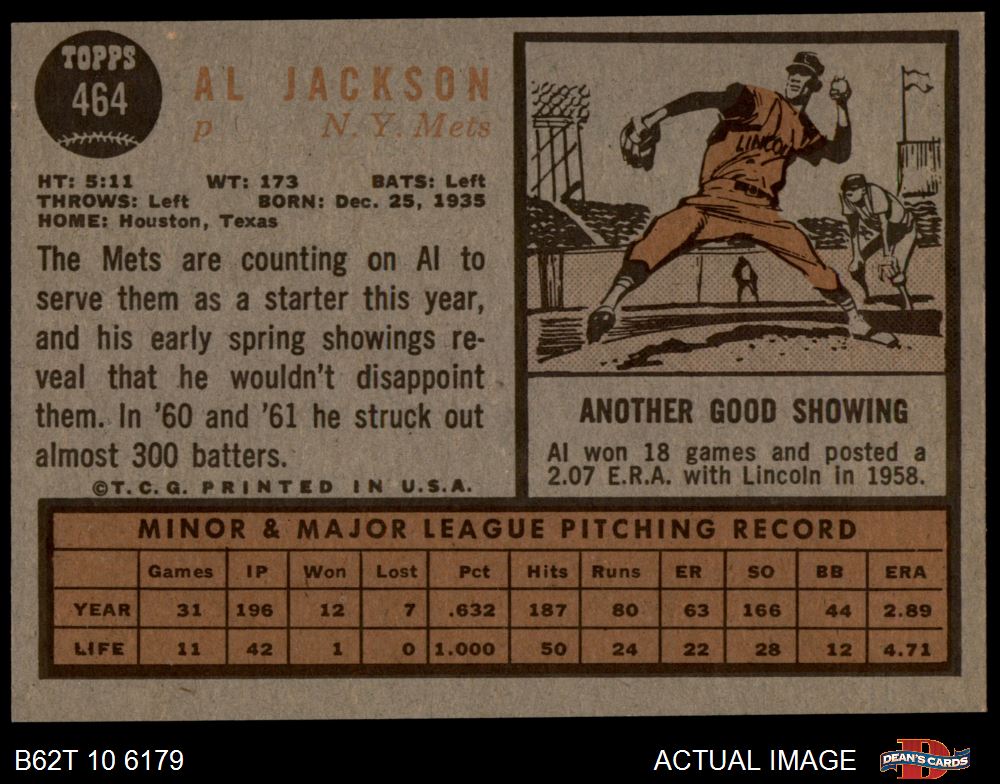 TOPPS
464
AL JACKSON
p N. Y. Mets
HT: 5:11 WT: 173 BATS: Left
THROWS: Left BORN: Dec. 25, 1935
HOME: Houston, Texas
The Mets are counting on Al to
serve them as a starter this year,
and his early spring showings re-
veal that he wouldn't disappoint
them. In '60 and '61 he struck out
almost 300 batters.
©T.C.G. PRINTED IN U.S.A.
LINCOL
ANOTHER GOOD SHOWING
Al won 18 games and posted a
2.07 E.R.A. with Lincoln in 1958.
MINOR & MAJOR LEAGUE PITCHING RECORD
Games IP Won Lost Pct Hits Runs ER SO BB ERA
YEAR 31 196 12 7 .632 187 80 63 166 44 2.89
LIFE 11 42 1 0 1.000 50 24 22 28 12 4.71
B62T 10 6179
ACTUAL IMAGE
D
DEAN'S CARDS